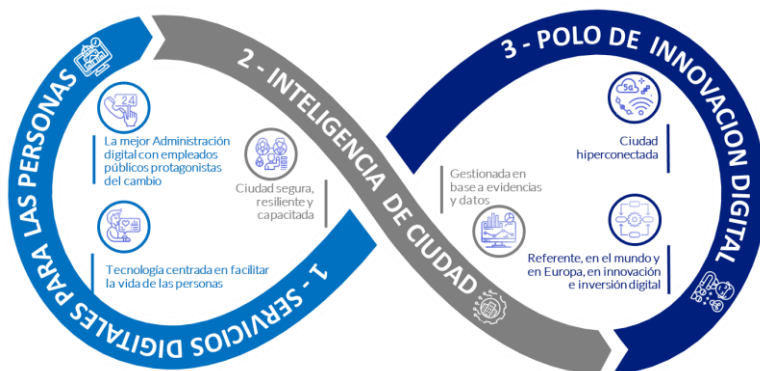 1 - SERVICIOS DIGITALES PARA LAS PERSONAS
24
La mejor Administración
digital con empleados
públicos protagonistas
del cambio
Tecnología centrada en facilitar
la vida de las personas
2 - INTELIGENCIA DE CIUDAD
Ciudad segura,
resiliente y
capacitada
Gestionada en
base a evidencias
y datos
3 - POLO DE INNOVACION DIGITAL
5G
Ciudad
hiperconectada
Referente, en el mundo y
en Europa, en innovación
e inversión digital